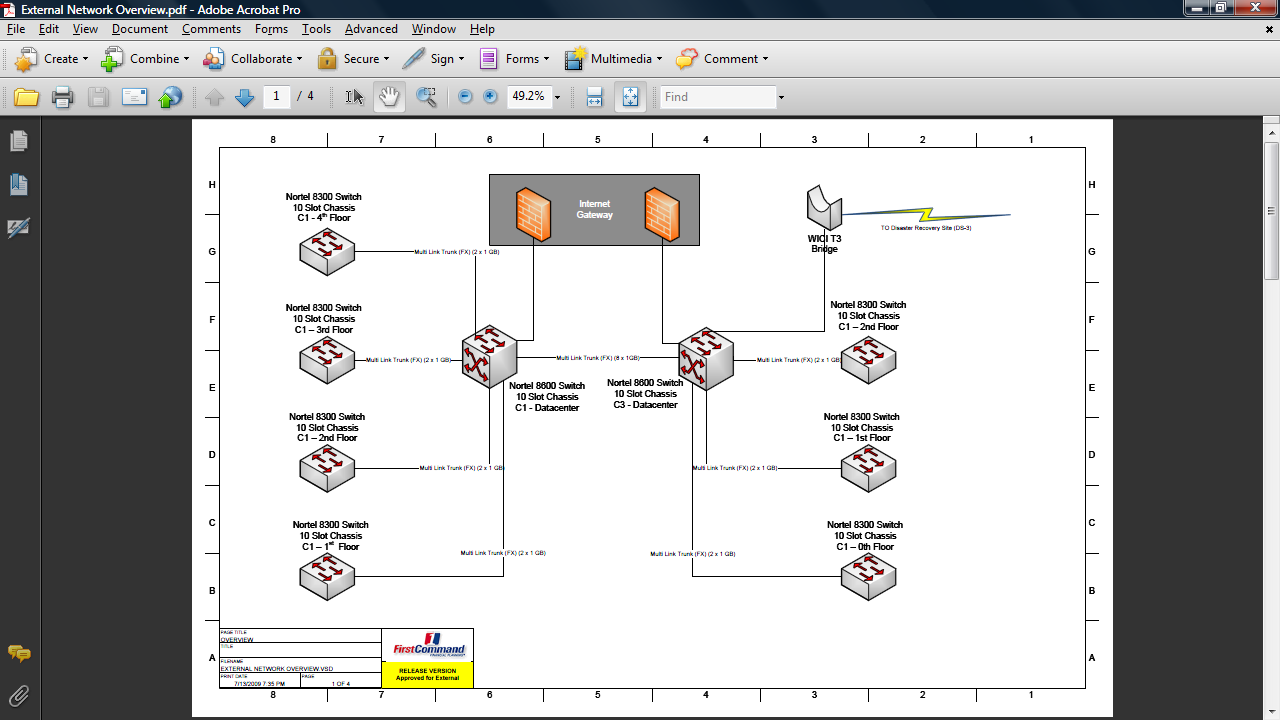 External Network Overview.pdf - Adobe Acrobat Pro
File Edit View Document Comments Forms Tools Advanced Window Help
Create Combine Collaborate Secure Sign Forms Multimedia Comment
1 / 4 49.2% Find
8 7 6 5 4 3 2 1
H H
Nortel 8300 Switch
10 Slot Chassis
C1 - 4th Floor
Internet
Gateway
WICI T3
Bridge
TO Disaster Recovery Site (DS-3)
G G
Multi Link Trunk (FX) (2 x 1 GB)
Nortel 8300 Switch
10 Slot Chassis
C1 – 3rd Floor
Nortel 8300 Switch
10 Slot Chassis
C1 – 2nd Floor
F F
Multi Link Trunk (FX) (2 x 1 GB)
Multi Link Trunk (FX) (8 x 1GB)
Multi Link Trunk (FX) (2 x 1 GB)
E E
Nortel 8600 Switch
10 Slot Chassis
C1 - Datacenter
Nortel 8600 Switch
10 Slot Chassis
C3 - Datacenter
Nortel 8300 Switch
10 Slot Chassis
C1 – 2nd Floor
Nortel 8300 Switch
10 Slot Chassis
C1 – 1st Floor
D D
Multi Link Trunk (FX) (2 x 1 GB)
Multi Link Trunk (FX) (2 x 1 GB)
Nortel 8300 Switch
10 Slot Chassis
C1 – 1st Floor
Nortel 8300 Switch
10 Slot Chassis
C1 – 0th Floor
C C
Multi Link Trunk (FX) (2 x 1 GB)
Multi Link Trunk (FX) (2 x 1 GB)
B B
PAGE TITLE
OVERVIEW
TITLE
FILENAME
EXTERNAL NETWORK OVERVIEW.VSD
PRINT DATE
7/13/2009 7:35 PM
PAGE
1 OF 4
1
FirstCommand
FINANCIAL PLANNING
RELEASE VERSION
Approved for External
A A
8 7 6 5 4 3 2 1